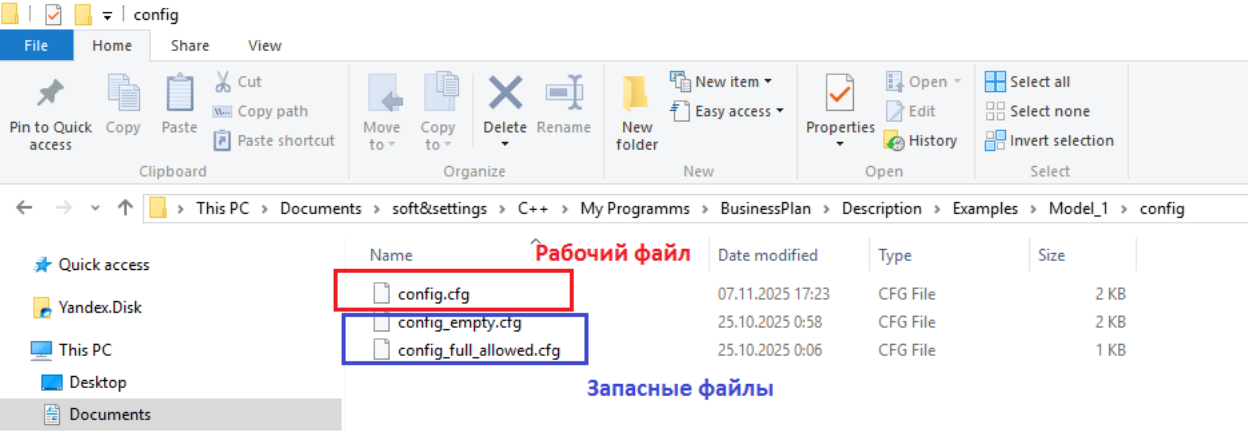 config
File Home Share View
Pin to Quick access
Copy
Paste
Cut
Copy path
Paste shortcut
Clipboard
Move to
Copy to
Delete
Rename
Organize
New folder
New item
Easy access
New
Properties
Open
Edit
History
Open
Select all
Select none
Invert selection
Select
This PC > Documents > soft&settings > C++ > My Programms > BusinessPlan > Description > Examples > Model_1 > config
Quick access
Yandex.Disk
This PC
Desktop
Documents
Name Рабочий файл Date modified Type Size
config.cfg 07.11.2025 17:23 CFG File 2 KB
config_empty.cfg 25.10.2025 0:58 CFG File 2 KB
config_full_allowed.cfg 25.10.2025 0:06 CFG File 1 KB
Запасные файлы